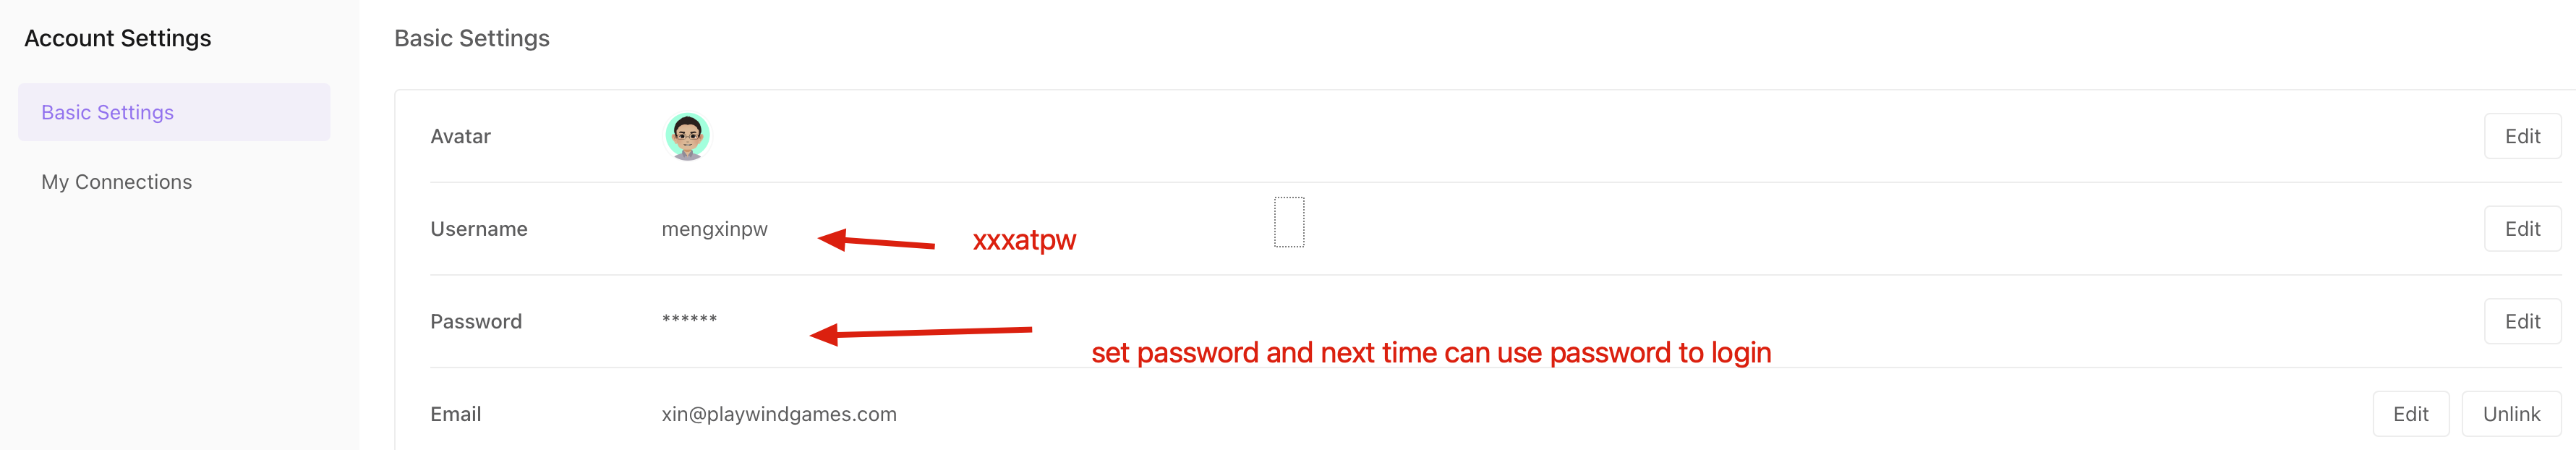 Account Settings
Basic Settings
My Connections
Basic Settings
Avatar
Edit
Username mengxinpw xxxatpw Edit
Password ****** Edit
set password and next time can use password to login
Email xin@playwindgames.com Edit Unlink